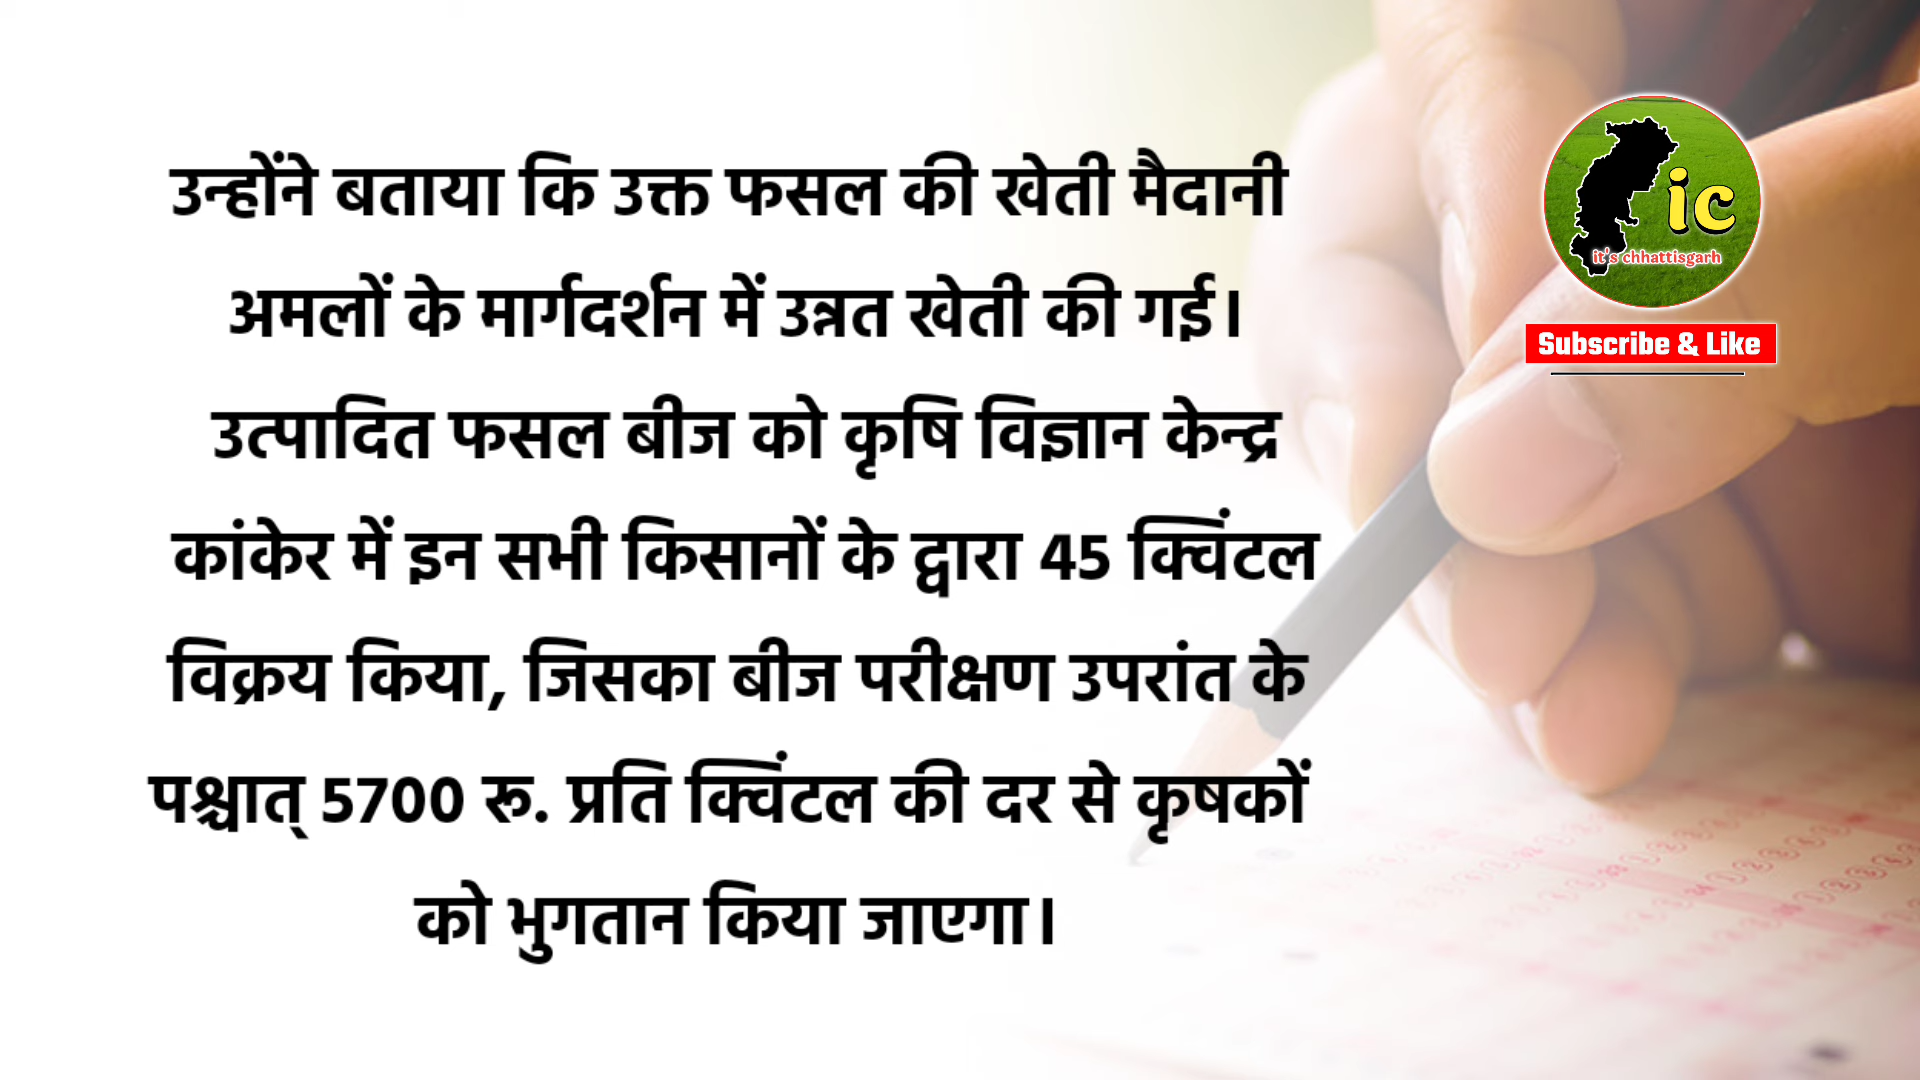 उन्होंने बताया कि उक्त फसल की खेती मैदानी
अमलों के मार्गदर्शन में उन्नत खेती की गई।
उत्पादित फसल बीज को कृषि विज्ञान केन्द्र
कांकेर में इन सभी किसानों के द्वारा 45 क्विंटल
विक्रय किया, जिसका बीज परीक्षण उपरांत के
पश्चात् 5700 रू. प्रति क्विंटल की दर से कृषकों
को भुगतान किया जाएगा।
ic
it's chhattisgarh
Subscribe & Like